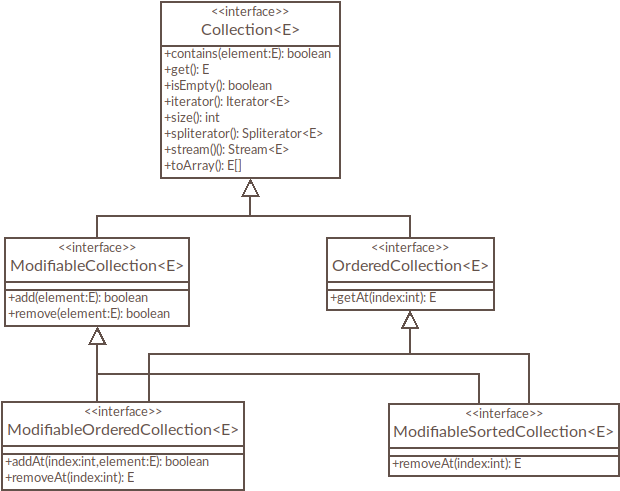 <<interface>>
Collection<E>
+contains(element:E): boolean
+get(): E
+isEmpty(): boolean
+iterator(): Iterator<E>
+size(): int
+spliterator(): Spliterator<E>
+stream()(): Stream<E>
+toArray(): E[]
<<interface>>
ModifiableCollection<E>
+add(element:E): boolean
+remove(element:E): boolean
<<interface>>
OrderedCollection<E>
+getAt(index:int): E
<<interface>>
ModifiableOrderedCollection<E>
+addAt(index:int,element:E): boolean
+removeAt(index:int): E
<<interface>>
ModifiableSortedCollection<E>
+removeAt(index:int): E